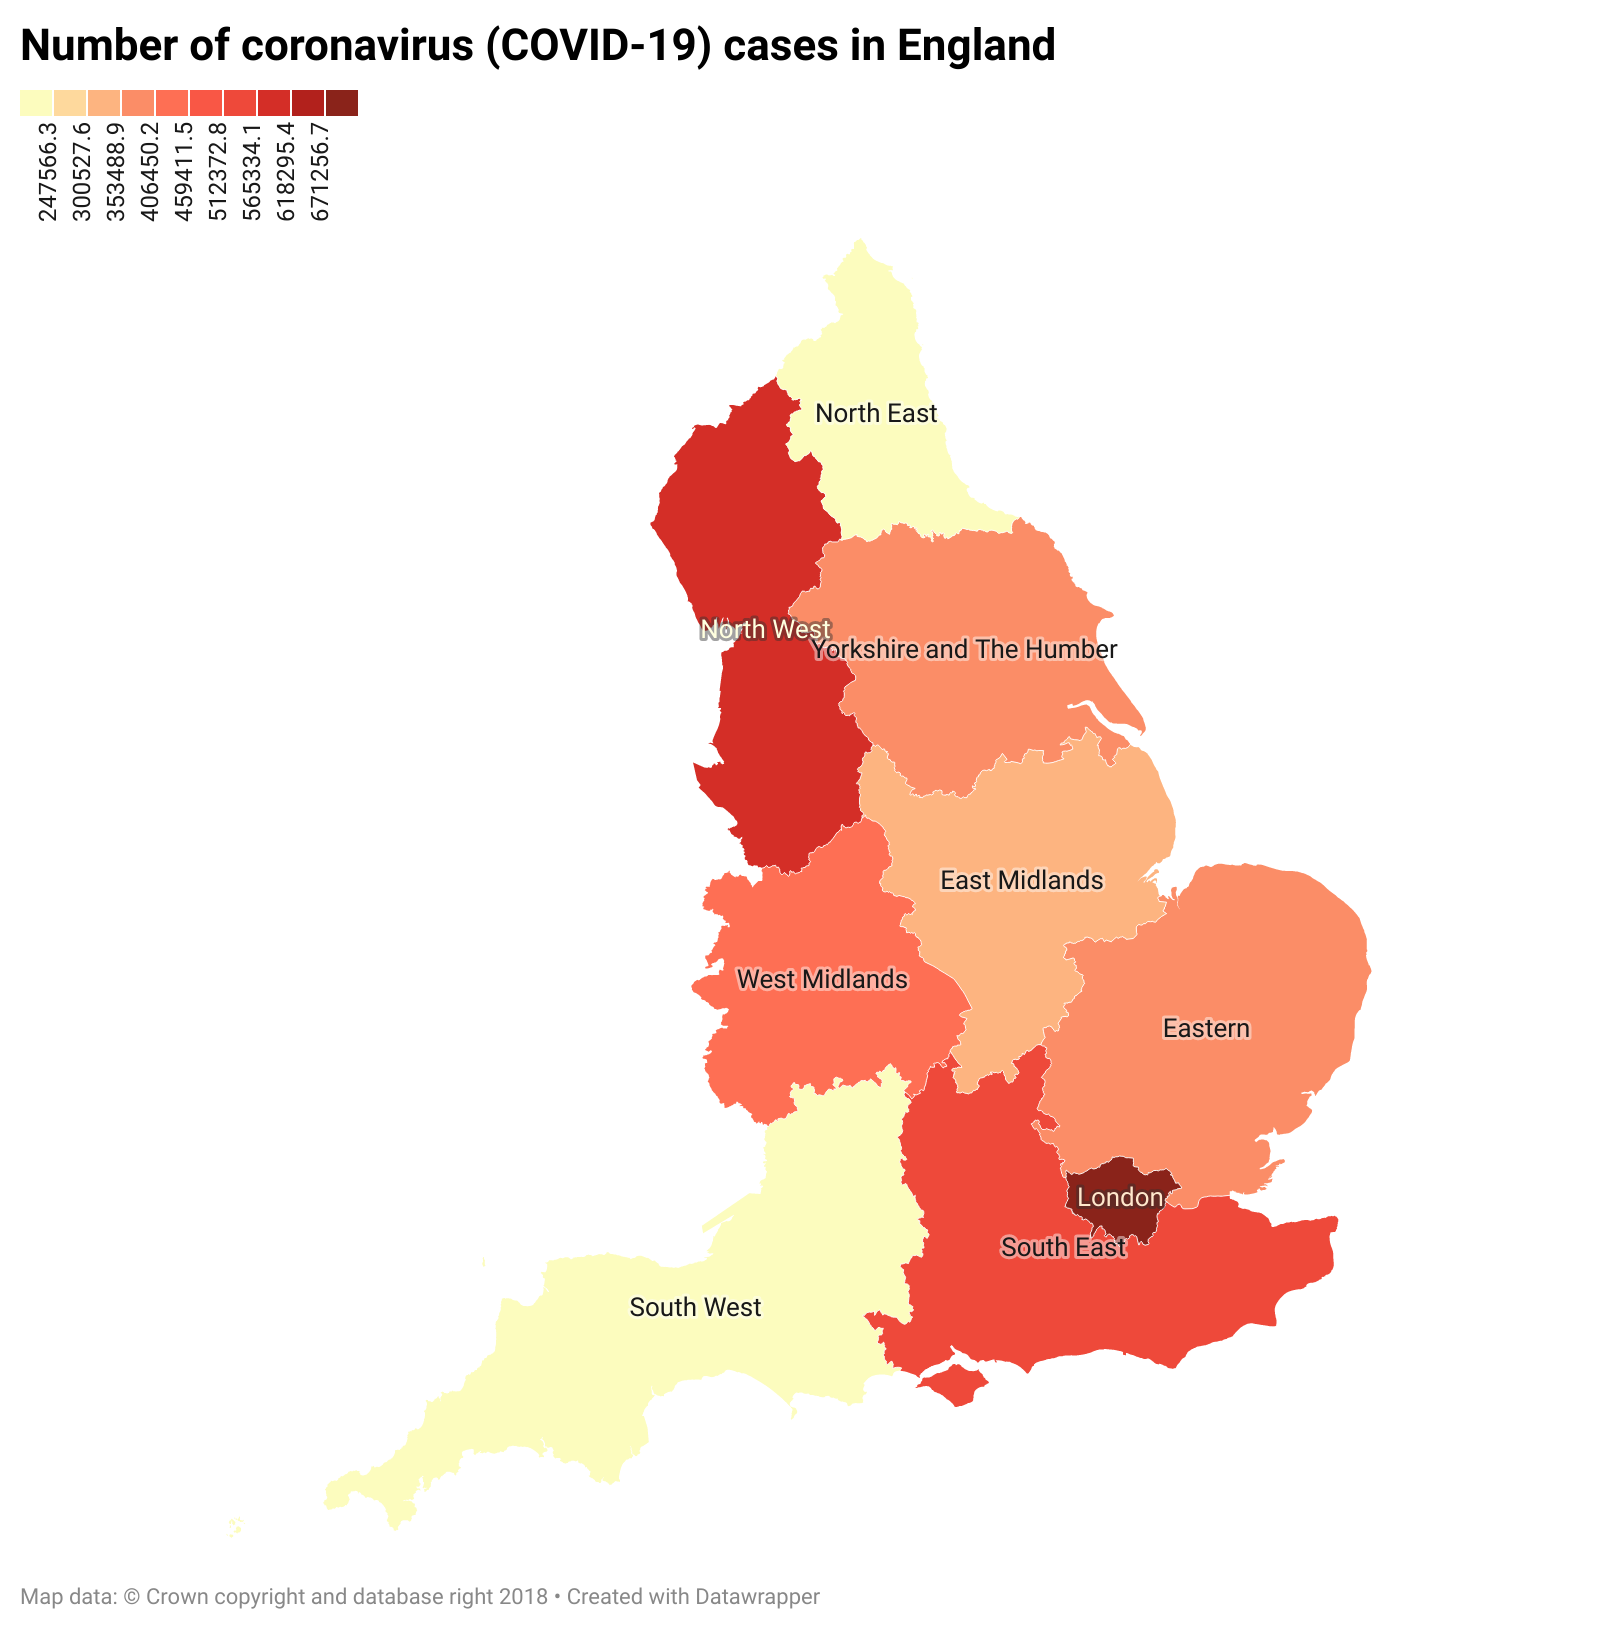 Number of coronavirus (COVID-19) cases in England
247566.3
300527.6
353488.9
406450.2
459411.5
512372.8
565334.1
618295.4
671256.7
North East
North West
Yorkshire and The Humber
East Midlands
West Midlands
Eastern
London
South East
South West
Map data: © Crown copyright and database right 2018 • Created with Datawrapper